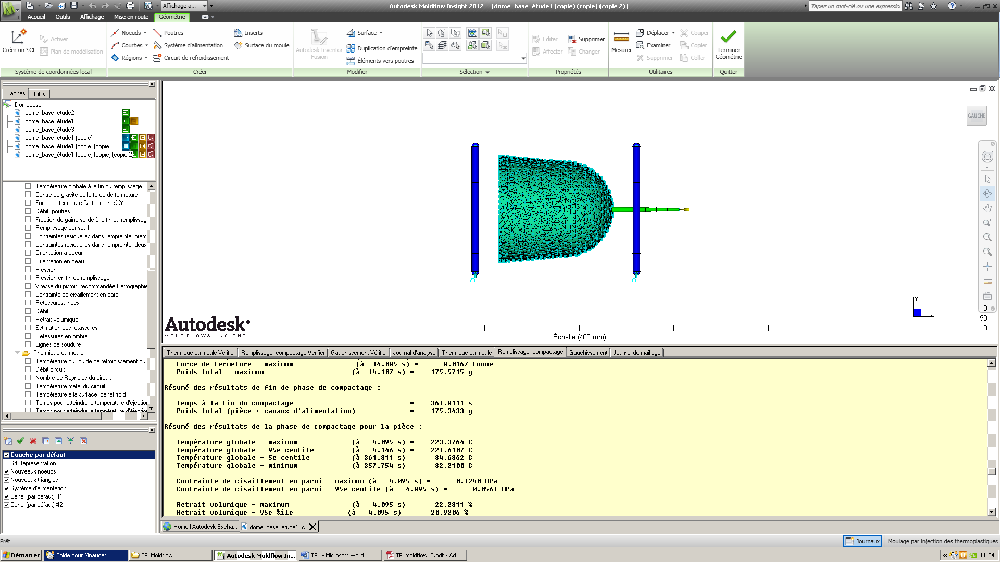 Autodesk Moldflow Insight 2012 [dome_base_étude1 (copie) (copie) (copie 2)]
Affichage a...
Tapez un mot-clé ou une expressio
Accueil Outils Affichage Mise en route Géométrie
Créer un SCL
Activer
Plan de modélisation
Système de coordonnées local
Noeuds
Courbes
Régions
Poutres
Système d'alimentation
Circuit de refroidissement
Inserts
Surface du moule
Créer
Autodesk Inventor
Fusion
Surface
Duplication d'empreinte
Éléments vers poutres
Modifier
Sélection
Editer
Affecter
Supprimer
Changer
Propriétés
Mesurer
Déplacer
Examiner
Supprimer
Couper
Copier
Coller
Utilitaires
Terminer
Géométrie
Quitter
Tâches Outils
Domebase
dome_base_étude2
dome_base_étude1
dome_base_étude3
dome_base_étude1 (copie)
dome_base_étude1 (copie) (copie)
dome_base_étude1 (copie) (copie) (copie 2)
Température globale à la fin du remplissage
Centre de gravité de la force de fermeture
Force de fermeture:Cartographie XY
Débit, poutres
Fraction de gaine solide à la fin du remplissag
Remplissage par seuil
Contraintes résiduelles dans l'empreinte: premi
Contraintes résiduelles dans l'empreinte: deuxi
Orientation à coeur
Orientation en peau
Pression
Pression en fin de remplissage
Vitesse du piston, recommandée:Cartographie
Contrainte de cisaillement en paroi
Retassures, index
Débit
Retrait volumique
Estimation des retassures
Retassures en ombré
Lignes de soudure
Thermique du moule
Température du liquide de refroidissement du
Débit circuit
Nombre de Reynolds du circuit
Température métal du circuit
Température à la surface, canal froid
Temps pour atteindre la température d'éjection
Temps pour atteindre la température d'éjection
Couche par défaut
Stl Représentation
Nouveaux noeuds
Nouveaux triangles
Système d'alimentation
Canal (par défaut) #1
Canal (par défaut) #2
GAUCHE
Y
Z
0
90
0
Autodesk®
MOLDFLOW® INSIGHT
Échelle (400 mm)
Thermique du moule-Vérifier Remplissage+compactage-Vérifier Gauchissement-Vérifier Journal d'analyse Thermique du moule Remplissage+compactage Gauchissement Journal de maillage
Force de fermeture - maximum (à 14.005 s) = 8.0167 tonne
Poids total - maximum (à 14.107 s) = 175.5715 g
Résumé des résultats de fin de phase de compactage :
Temps à la fin du compactage = 361.8111 s
Poids total (pièce + canaux d'alimentation) = 175.3433 g
Résumé des résultats de la phase de compactage pour la pièce :
Température globale - maximum (à 4.095 s) = 223.3764 C
Température globale - 95e centile (à 4.146 s) = 221.6107 C
Température globale - 5e centile (à 361.811 s) = 34.6862 C
Température globale - minimum (à 357.754 s) = 32.2100 C
Contrainte de cisaillement en paroi - maximum (à 4.095 s) = 0.1240 MPa
Contrainte de cisaillement en paroi - 95e centile (à 4.095 s) = 0.0561 MPa
Retrait volumique - maximum (à 4.095 s) = 22.2811 %
Retrait volumique - 95e %ile (à 4.095 s) = 20.9206 %
Home | Autodesk Excha... dome_base_étude1 (c..
Prêt
Journaux Moulage par injection des thermoplastiques
Démarrer Solde pour Mnaudat TP_Moldflow Autodesk Moldflow In... TP1 - Microsoft Word TP_moldflow_3.pdf - Ad... 11:04